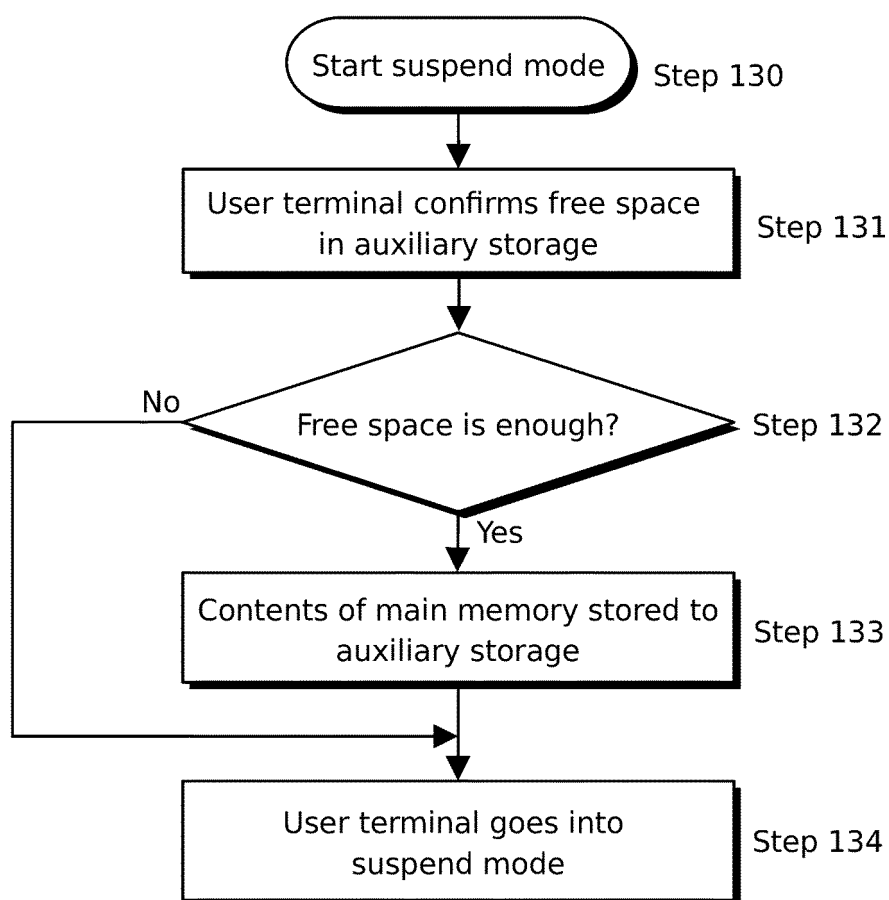 Start suspend mode
Step 130
User terminal confirms free space
in auxiliary storage
Step 131
No
Free space is enough?
Step 132
Yes
Contents of main memory stored to
auxiliary storage
Step 133
User terminal goes into
suspend mode
Step 134